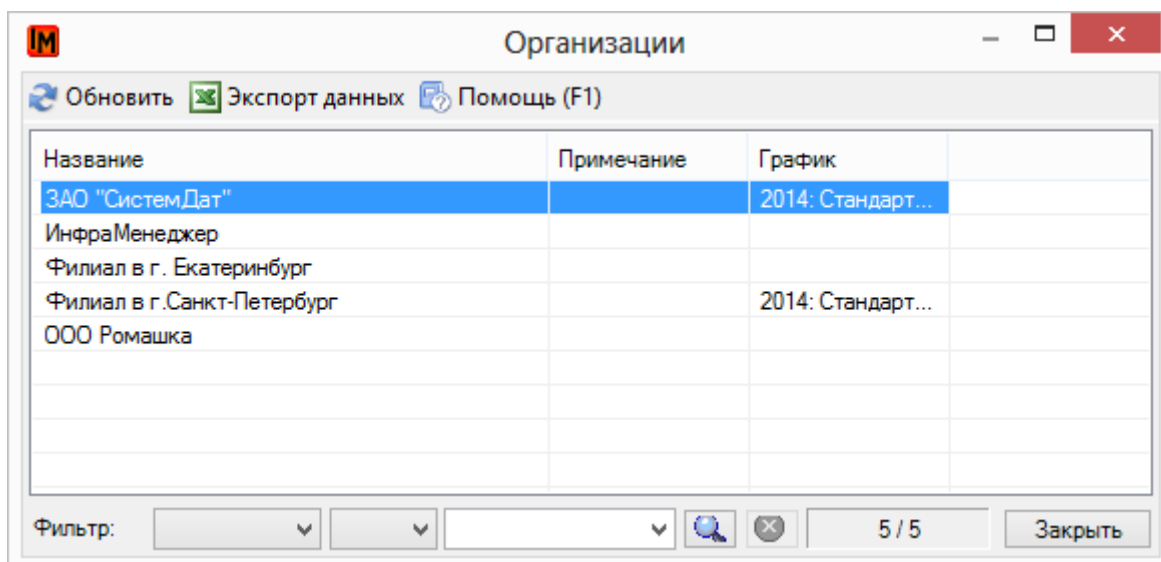 IM Организации
Обновить Экспорт данных Помощь (F1)
Название Примечание График
ЗАО "СистемДат" 2014: Стандарт...
ИнфраМенеджер
Филиал в г. Екатеринбург
Филиал в г.Санкт-Петербург 2014: Стандарт...
ООО Ромашка
Фильтр: 5 / 5 Закрыть